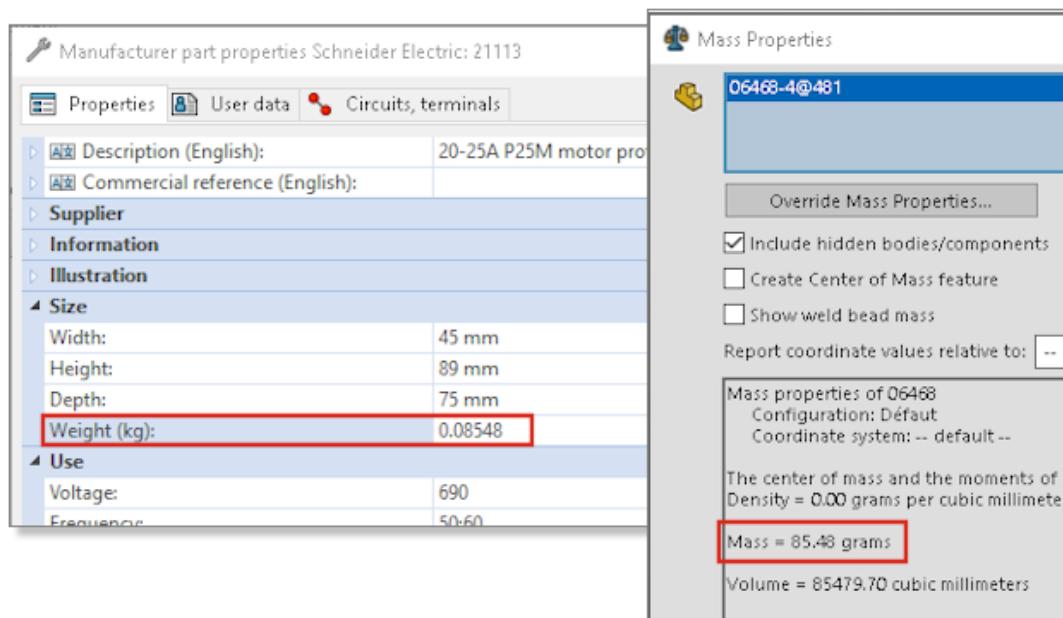 Manufacturer part properties Schneider Electric: 21113
Properties
User data
Circuits, terminals
Description (English): 20-25A P25M motor pro
Commercial reference (English):
Supplier
Information
Illustration
Size
Width: 45 mm
Height: 89 mm
Depth: 75 mm
Weight (kg): 0.08548
Use
Voltage: 690
Frequency: 50-60
Mass Properties
06468-4@481
Override Mass Properties...
Include hidden bodies/components
Create Center of Mass feature
Show weld bead mass
Report coordinate values relative to: --
Mass properties of 06468
Configuration: Défaut
Coordinate system: -- default --
The center of mass and the moments of
Density = 0.00 grams per cubic millimete
Mass = 85.48 grams
Volume = 85479.70 cubic millimeters